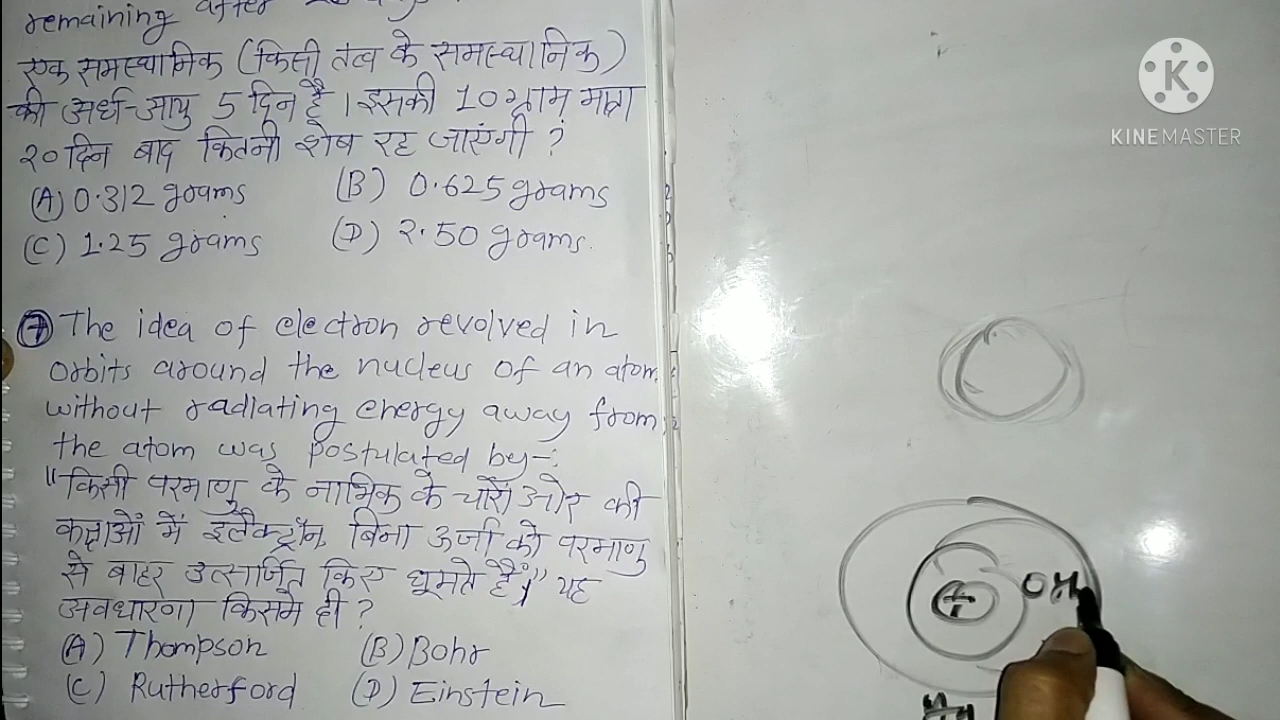 remaining after
एक समस्थानिक (किसी तत्व के समस्थानिक)
की अर्ध-आयु 5 दिन है। इसकी 10 ग्राम मात्रा
20 दिन बाद कितनी शेष रह जाएंगी ?
(A) 0.312 grams (B) 0.625 grams
(C) 1.25 grams (D) 2.50 grams.
⑦ The idea of electron revolved in
orbits around the nucleus of an atom
without radiating energy away from
the atom was postulated by-:
"किसी परमाणु के नाभिक के चारों ओर की
कक्षाओं में इलैक्ट्रॉन, बिना ऊर्जा को परमाणु
से बाहर उत्सर्जित किए घूमते हैं," यह
अवधारणा किसने दी ?
(A) Thompson (B) Bohr
(C) Rutherford (D) Einstein
K
KINEMASTER
+